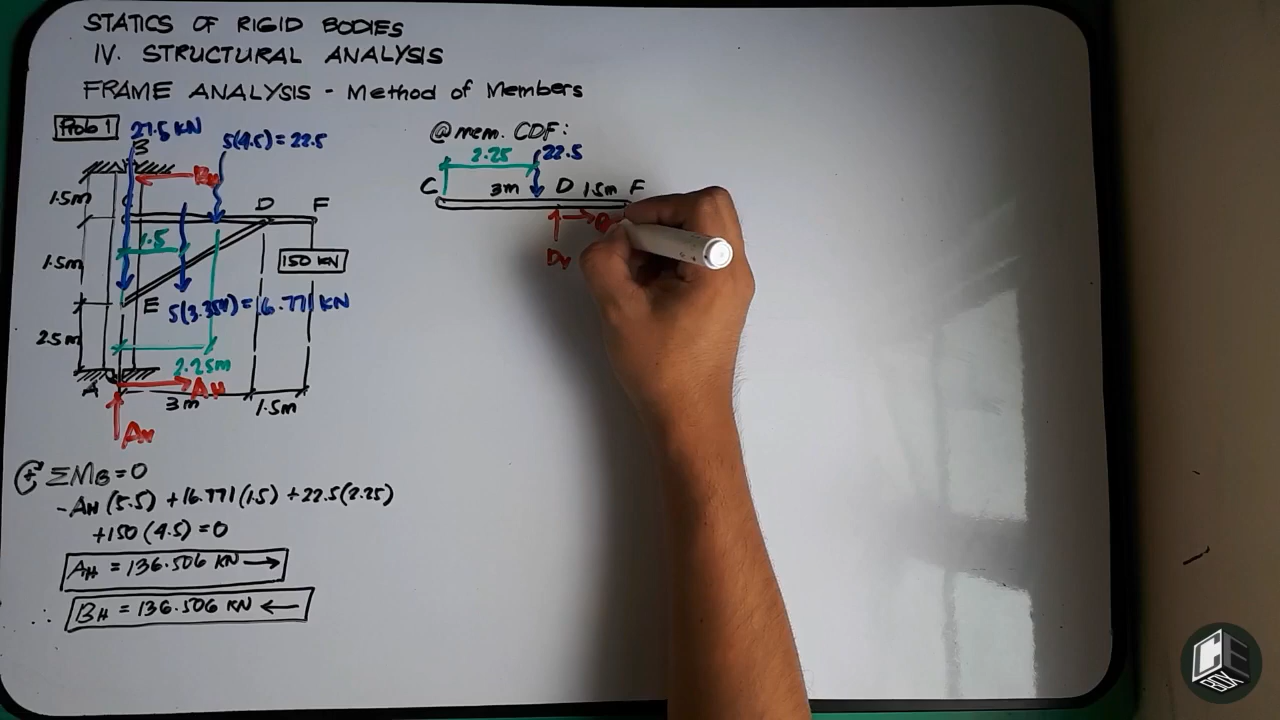 STATICS OF RIGID BODIES
IV. STRUCTURAL ANALYSIS
FRAME ANALYSIS - Method of Members
Prob 1
27.5 KN
B
5(4.5) = 22.5
BH
1.5m
D F
1.5
1.5m
150 KN
E
5(3.354) = 16.771 KN
2.5m
2.25m
A
AH
3m
1.5m
AV
+ ΣMB = 0
-AH (5.5) + 16.771 (1.5) + 22.5 (2.25)
+150 (4.5) = 0
AH = 136.506 KN →
∴ BH = 136.506 KN ←
@ mem. CDF:
2.25
22.5
C 3m D 1.5m F
DV